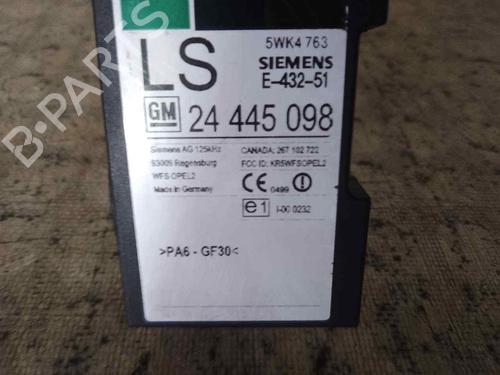 LS
5WK4 763
SIEMENS
E-432-51
GM 24 445 098
Siemens AG 125kHz
93009 Regensburg
WFS OPEL2
Made in Germany
CANADA: 267 102 722
FCC ID: KR5WFSOPEL2
CE 0499
e1 I-00 0232
>PA6 - GF30<
B-PARTS